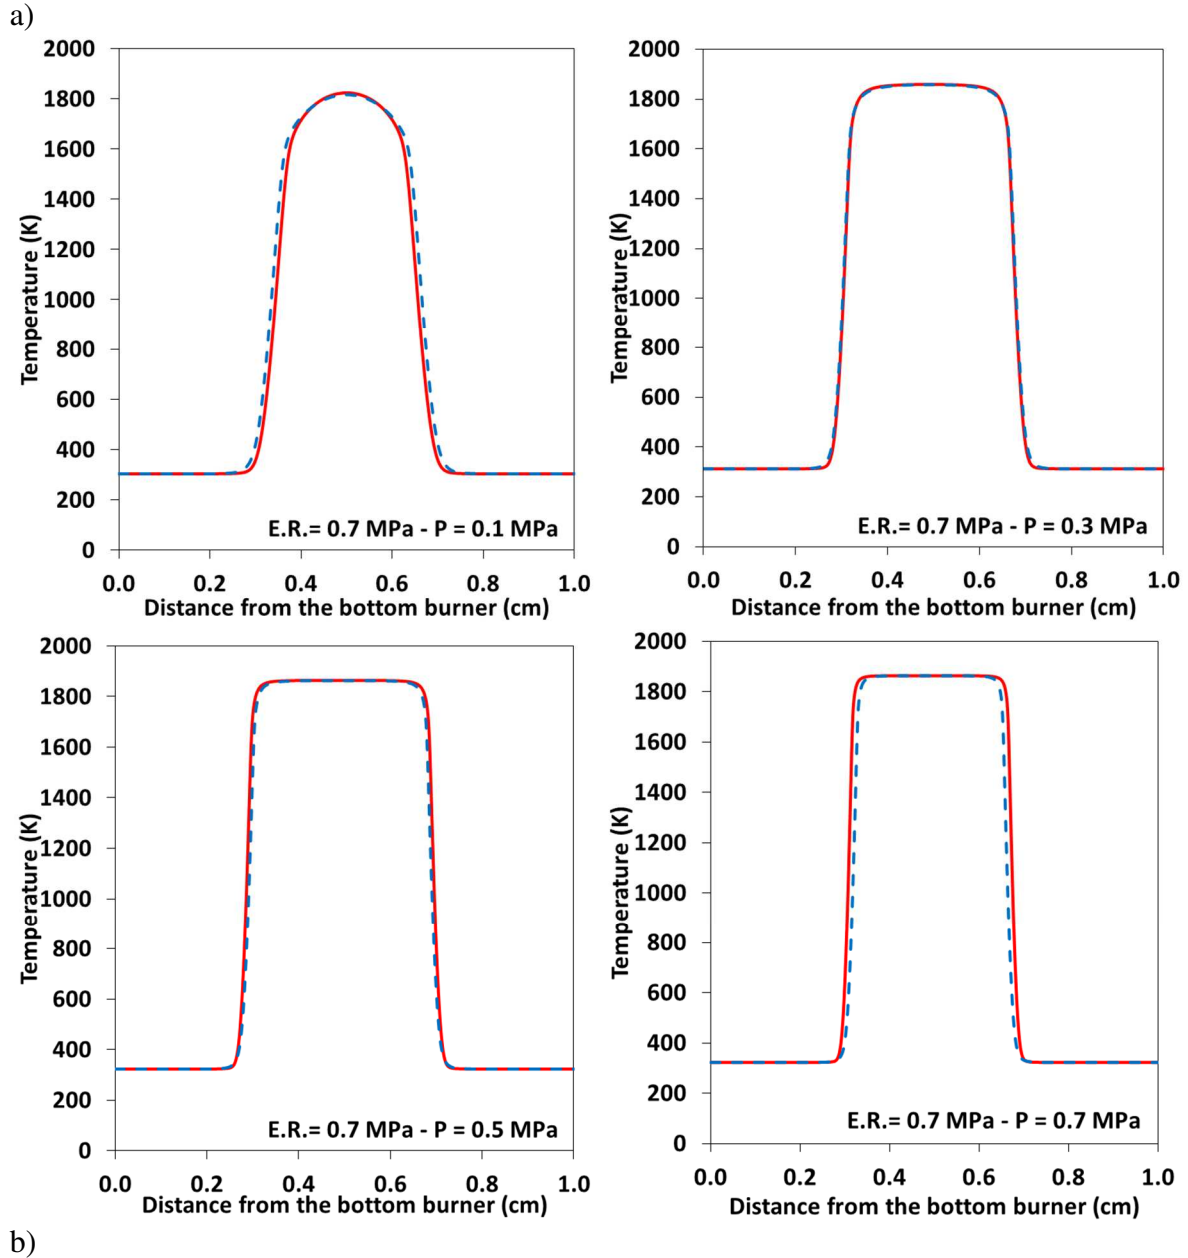 a)
2000
1800
1600
1400
1200
1000
800
600
400
200
0
Temperature (K)
E.R.= 0.7 MPa - P = 0.1 MPa
0.0 0.2 0.4 0.6 0.8 1.0
Distance from the bottom burner (cm)
2000
1800
1600
1400
1200
1000
800
600
400
200
0
Temperature (K)
E.R.= 0.7 MPa - P = 0.3 MPa
0.0 0.2 0.4 0.6 0.8 1.0
Distance from the bottom burner (cm)
2000
1800
1600
1400
1200
1000
800
600
400
200
0
Temperature (K)
E.R.= 0.7 MPa - P = 0.5 MPa
0.0 0.2 0.4 0.6 0.8 1.0
Distance from the bottom burner (cm)
2000
1800
1600
1400
1200
1000
800
600
400
200
0
Temperature (K)
E.R.= 0.7 MPa - P = 0.7 MPa
0.0 0.2 0.4 0.6 0.8 1.0
Distance from the bottom burner (cm)
b)